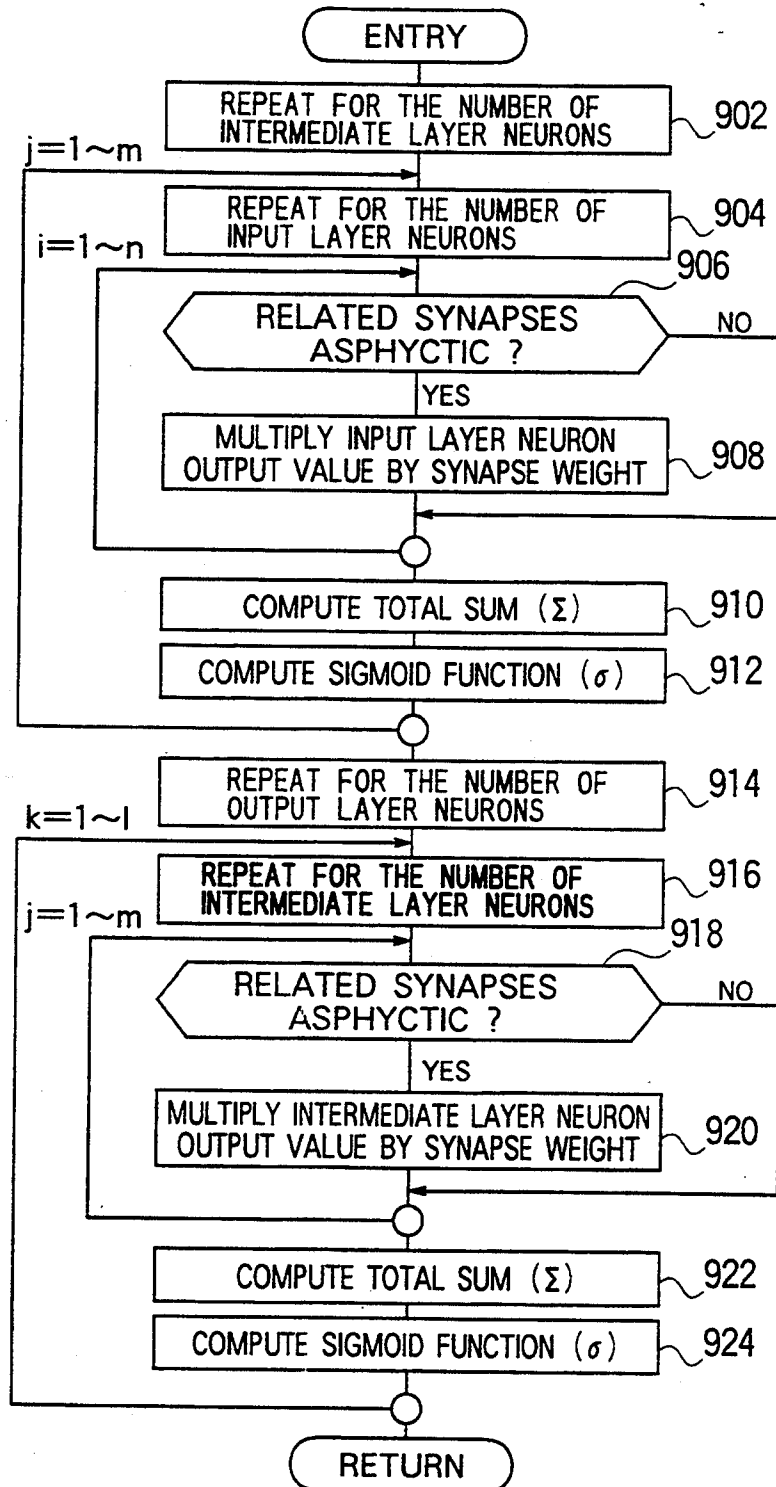 ENTRY
REPEAT FOR THE NUMBER OF
INTERMEDIATE LAYER NEURONS
902
j=1~m
REPEAT FOR THE NUMBER OF
INPUT LAYER NEURONS
904
i=1~n
906
RELATED SYNAPSES
ASPHYCTIC ?
NO
YES
MULTIPLY INPUT LAYER NEURON
OUTPUT VALUE BY SYNAPSE WEIGHT
908
COMPUTE TOTAL SUM (Σ)
910
COMPUTE SIGMOID FUNCTION (σ)
912
REPEAT FOR THE NUMBER OF
OUTPUT LAYER NEURONS
914
k=1~l
REPEAT FOR THE NUMBER OF
INTERMEDIATE LAYER NEURONS
916
j=1~m
918
RELATED SYNAPSES
ASPHYCTIC ?
NO
YES
MULTIPLY INTERMEDIATE LAYER NEURON
OUTPUT VALUE BY SYNAPSE WEIGHT
920
COMPUTE TOTAL SUM (Σ)
922
COMPUTE SIGMOID FUNCTION (σ)
924
RETURN